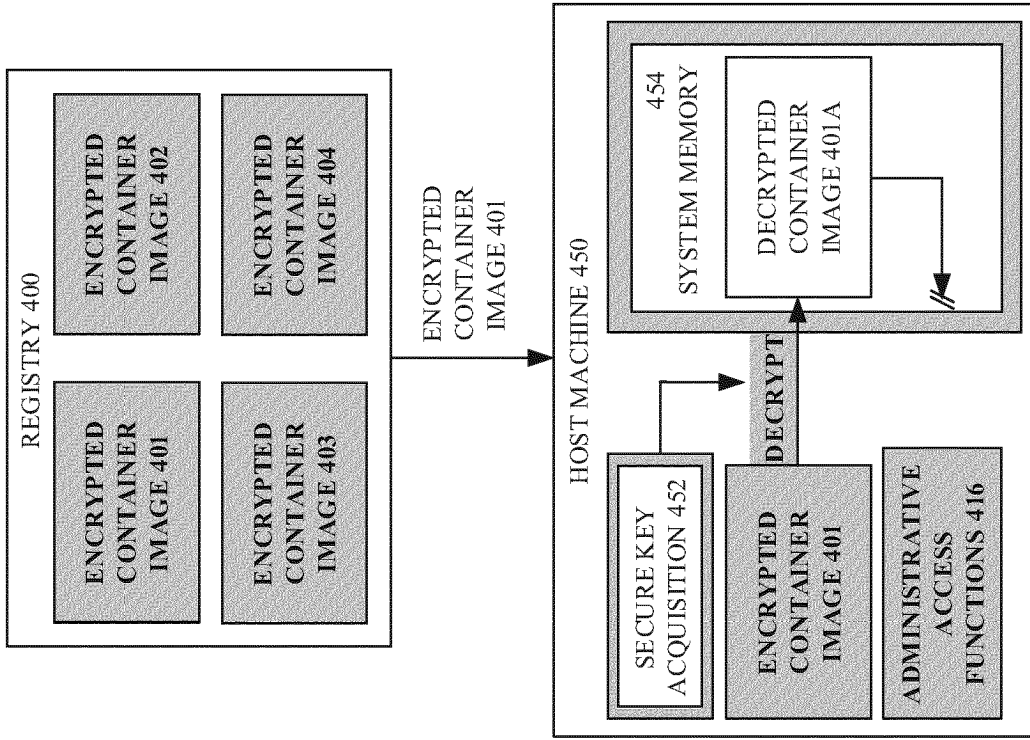 REGISTRY 400
ENCRYPTED
CONTAINER
IMAGE 401
ENCRYPTED
CONTAINER
IMAGE 402
ENCRYPTED
CONTAINER
IMAGE 403
ENCRYPTED
CONTAINER
IMAGE 404
ENCRYPTED
CONTAINER
IMAGE 401
HOST MACHINE 450
SECURE KEY
ACQUISITION 452
ENCRYPTED
CONTAINER
IMAGE 401
ADMINISTRATIVE
ACCESS
FUNCTIONS 416
DECRYPT
454
SYSTEM MEMORY
DECRYPTED
CONTAINER
IMAGE 401A